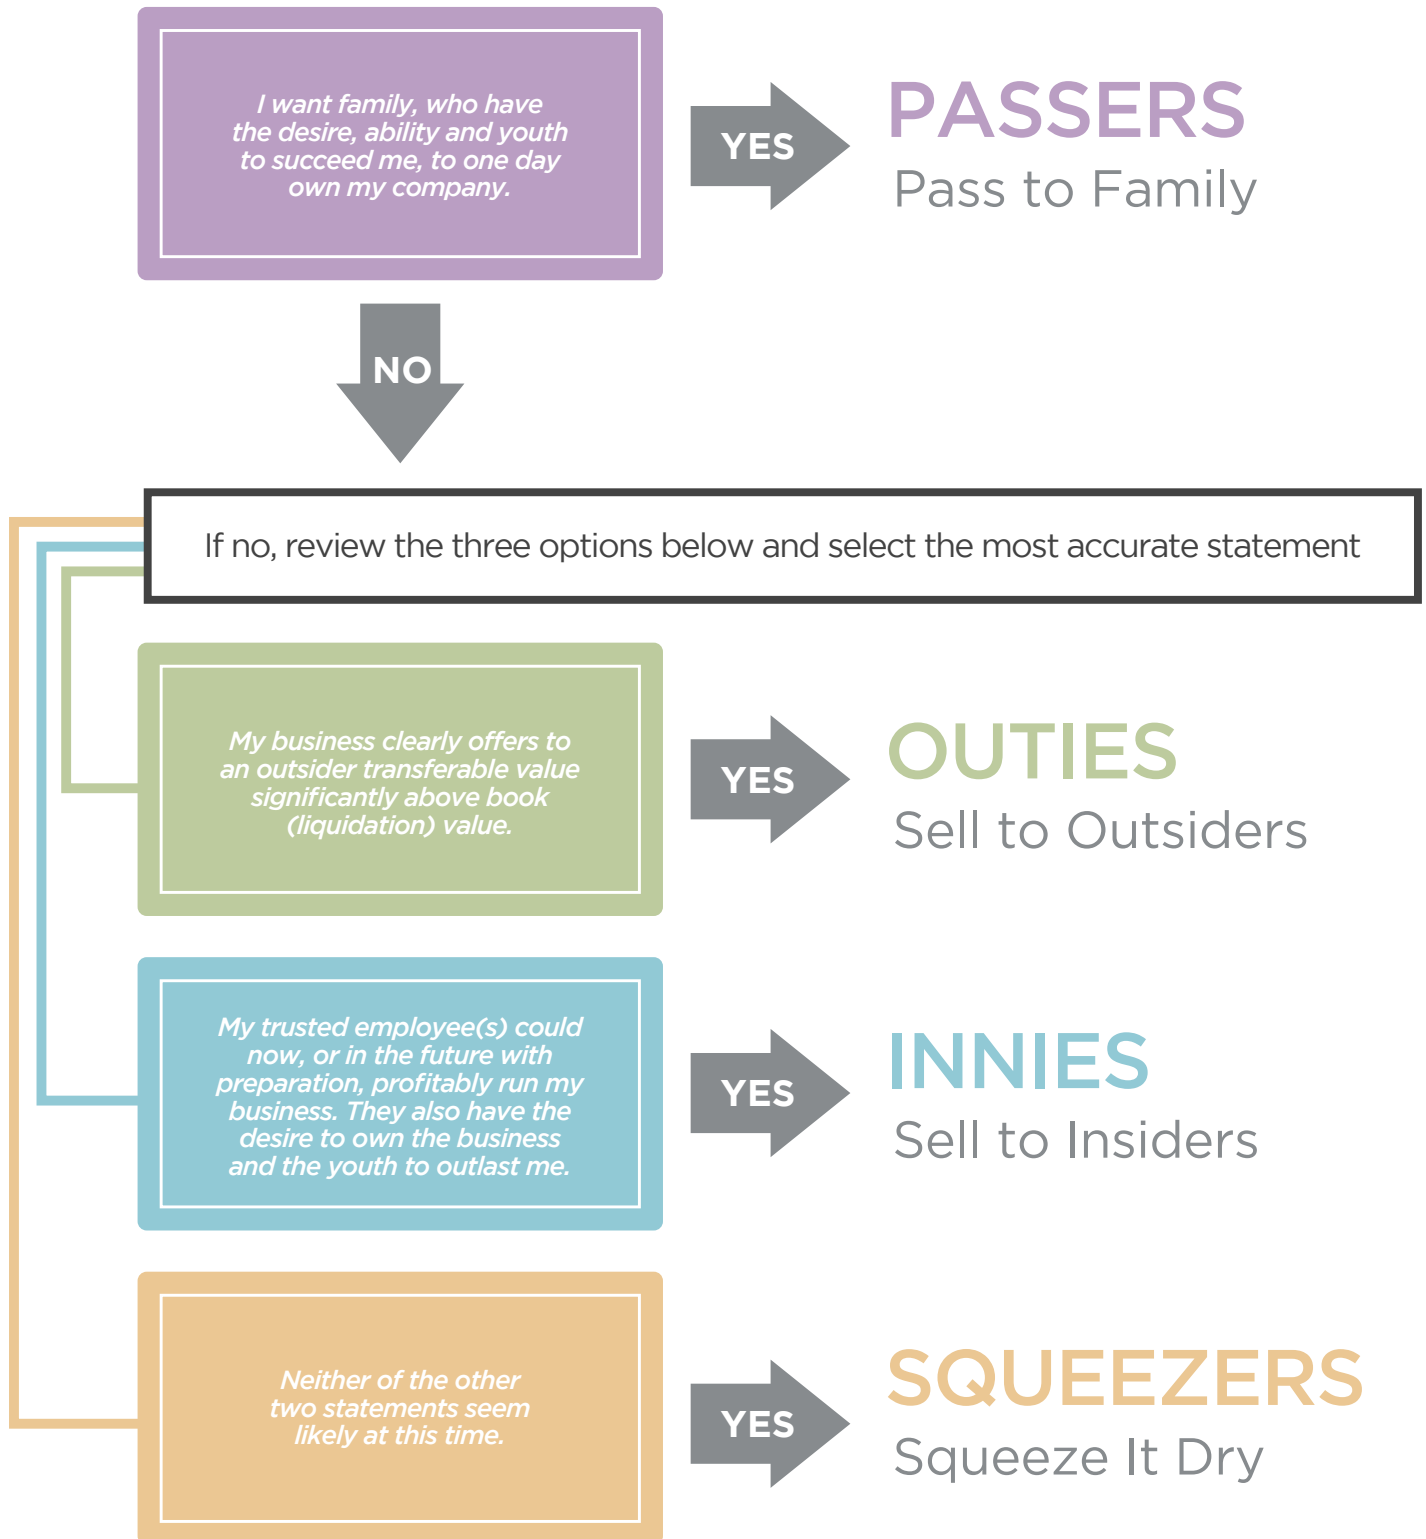 I want family, who have
the desire, ability and youth
to succeed me, to one day
own my company.
YES
PASSERS
Pass to Family
NO
If no, review the three options below and select the most accurate statement
My business clearly offers to
an outsider transferable value
significantly above book
(liquidation) value.
YES
OUTIES
Sell to Outsiders
My trusted employee(s) could
now, or in the future with
preparation, profitably run my
business. They also have the
desire to own the business
and the youth to outlast me.
YES
INNIES
Sell to Insiders
Neither of the other
two statements seem
likely at this time.
YES
SQUEEZERS
Squeeze It Dry